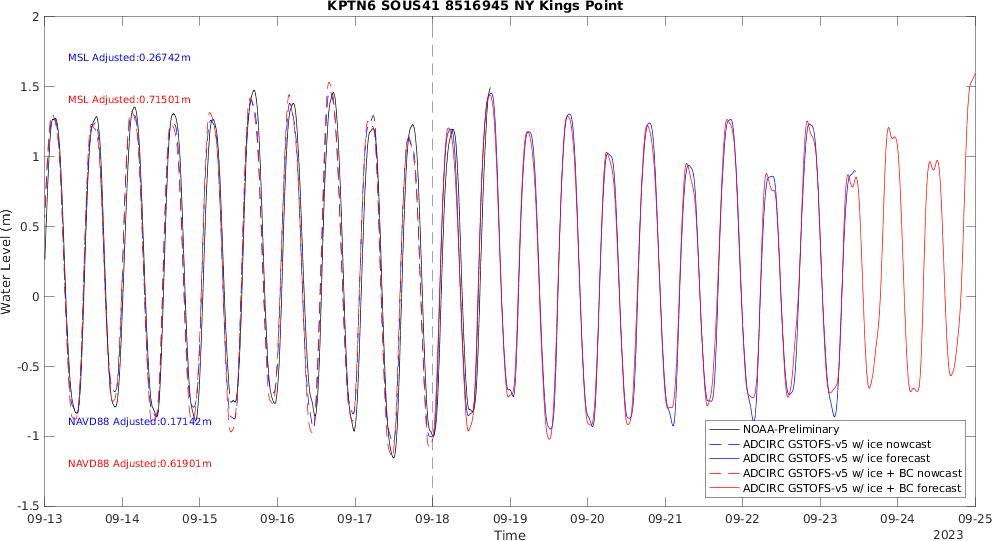 KPTN6 SOUS41 8516945 NY Kings Point
2
1.5
1
0.5
0
-0.5
-1
-1.5
Water Level (m)
MSL Adjusted:0.26742m
MSL Adjusted:0.71501m
NAVD88 Adjusted:0.17142m
NAVD88 Adjusted:0.61901m
NOAA-Preliminary
ADCIRC GSTOFS-v5 w/ ice nowcast
ADCIRC GSTOFS-v5 w/ ice forecast
ADCIRC GSTOFS-v5 w/ ice + BC nowcast
ADCIRC GSTOFS-v5 w/ ice + BC forecast
09-13 09-14 09-15 09-16 09-17 09-18 09-19 09-20 09-21 09-22 09-23 09-24 09-25
Time
2023